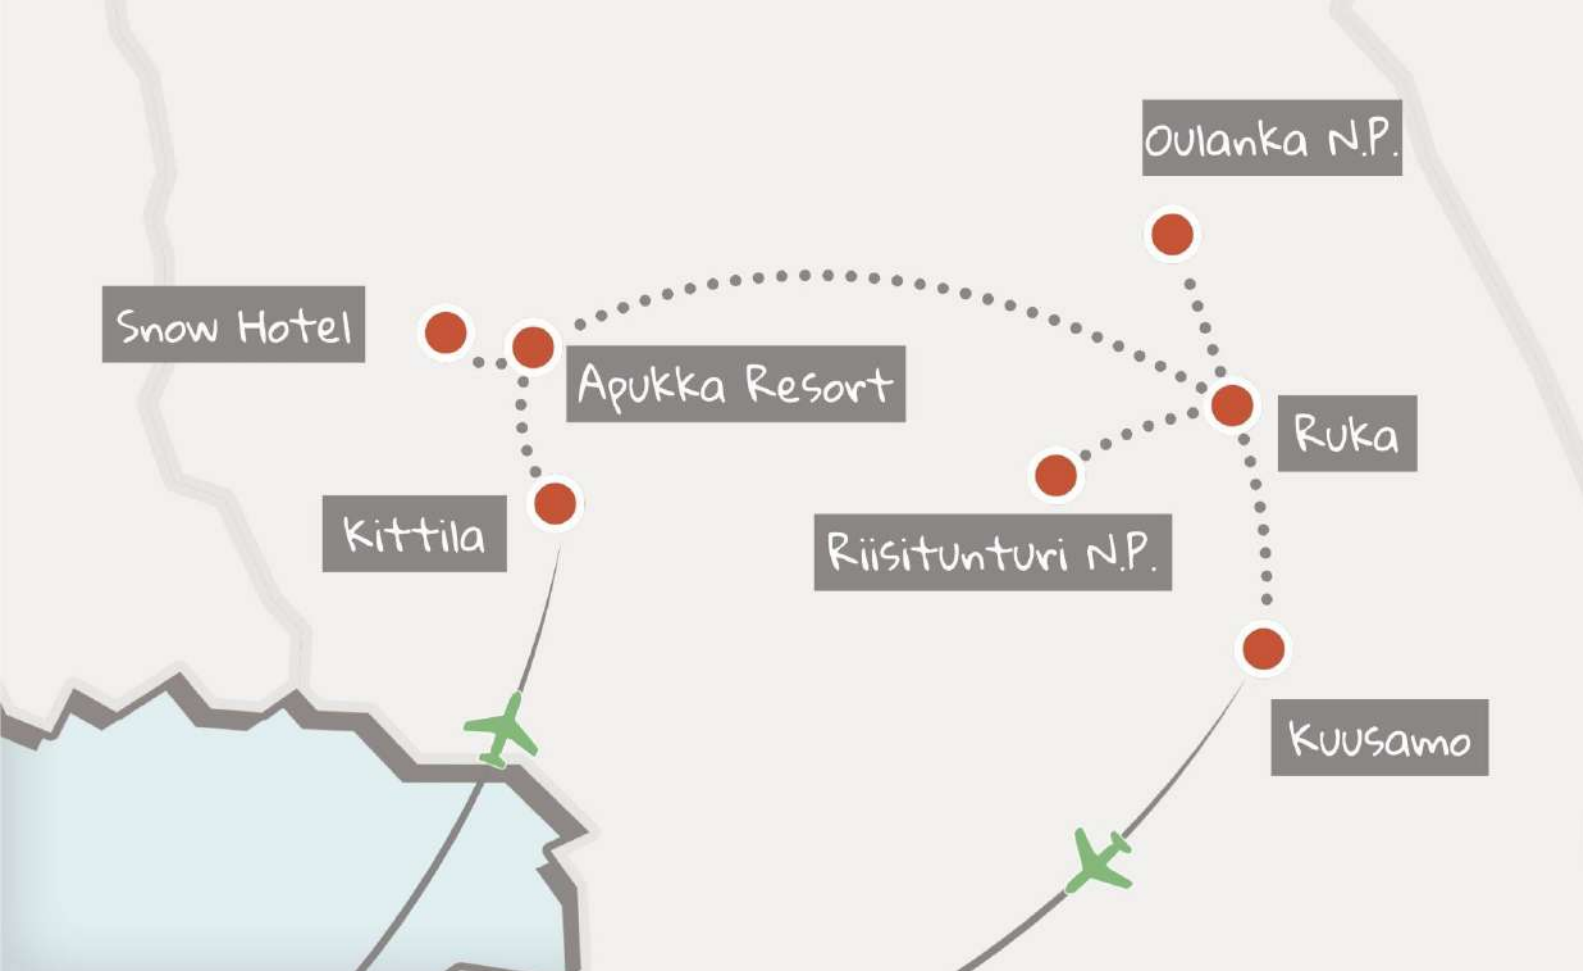 Oulanka N.P.
Snow Hotel
Apukka Resort
Ruka
Kittila
Riisitunturi N.P.
Kuusamo